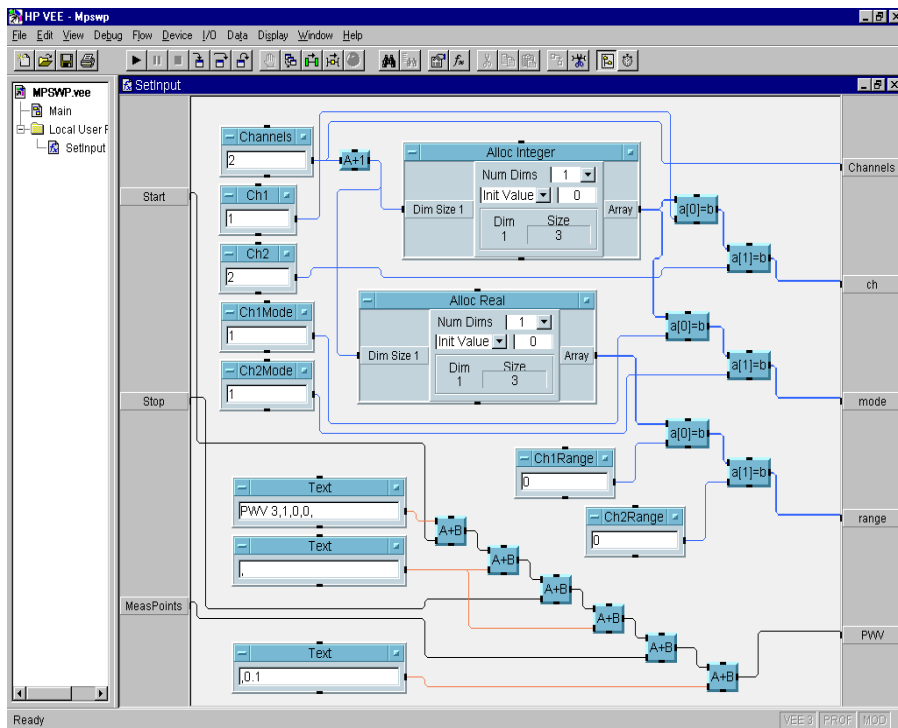 HP VEE - Mpswp
File Edit View Debug Flow Device I/O Data Display Window Help
MPSWP.vee
Main
Local User F
SetInput
SetInput
Start
Stop
MeasPoints
Channels
2
A+1
Ch1
1
Ch2
2
Ch1Mode
1
Ch2Mode
1
Alloc Integer
Num Dims 1
Init Value 0
Dim Size 1
Array
Dim Size
1 3
Alloc Real
Num Dims 1
Init Value 0
Dim Size 1
Array
Dim Size
1 3
a[0]=b
a[1]=b
a[0]=b
a[1]=b
a[0]=b
a[1]=b
Ch1Range
0
Ch2Range
0
Text
PWV 3,1,0,0,
Text
,
Text
,0.1
A+B
A+B
A+B
A+B
A+B
A+B
Channels
ch
mode
range
PWV
Ready
VEE 3 PROF MOD